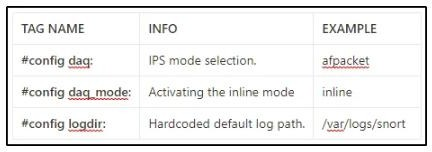 TAG NAME INFO EXAMPLE
#config daq: IPS mode selection. afpacket
#config daq_mode: Activating the inline mode inline
#config logdir: Hardcoded default log path. /var/logs/snort